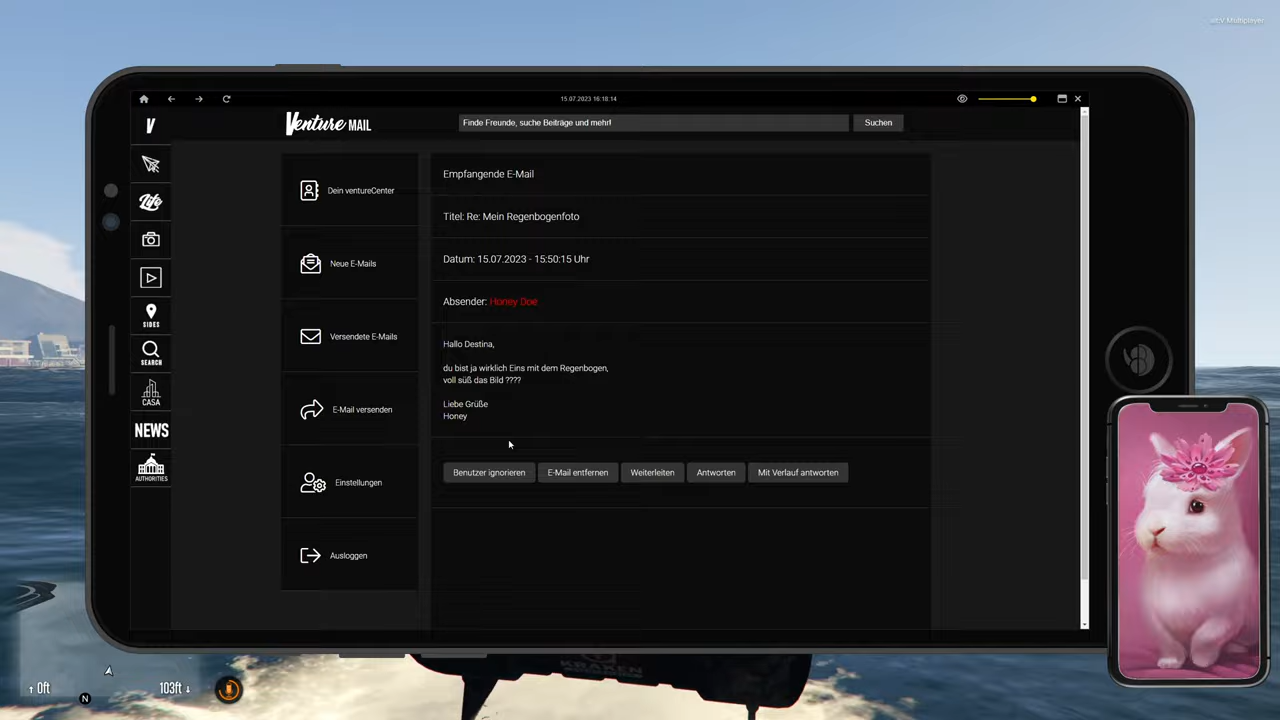 alt:V Multiplayer
15.07.2023 16:18:14
V
Venture MAIL
Finde Freunde, suche Beiträge und mehr!
Suchen
Life
SIDES
SEARCH
CASA
NEWS
AUTHORITIES
Dein ventureCenter
Neue E-Mails
Versendete E-Mails
E-Mail versenden
Einstellungen
Ausloggen
Empfangende E-Mail
Titel: Re: Mein Regenbogenfoto
Datum: 15.07.2023 - 15:50:15 Uhr
Absender: Honey Doe
Hallo Destina,
du bist ja wirklich Eins mit dem Regenbogen,
voll süß das Bild ????
Liebe Grüße
Honey
Benutzer ignorieren
E-Mail entfernen
Weiterleiten
Antworten
Mit Verlauf antworten
KRAKEN
0ft
103ft
N